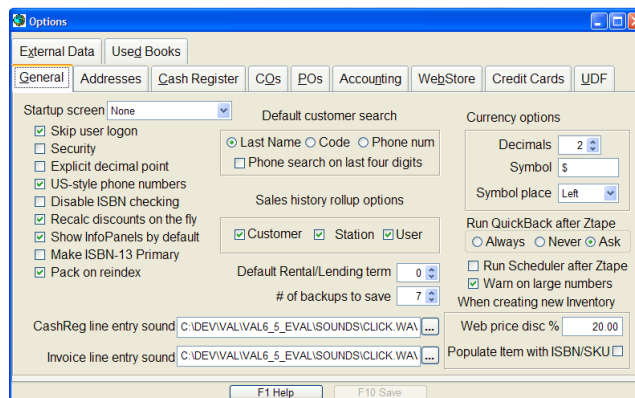 Options
External Data Used Books
General Addresses Cash Register COs POs Accounting WebStore Credit Cards UDF
Startup screen None
Skip user logon
Security
Explicit decimal point
US-style phone numbers
Disable ISBN checking
Recalc discounts on the fly
Show InfoPanels by default
Make ISBN-13 Primary
Pack on reindex
Default customer search
Last Name Code Phone num
Phone search on last four digits
Sales history rollup options
Customer Station User
Default Rental/Lending term 0
# of backups to save 7
CashReg line entry sound C:\DEV\VAL\VAL6_5_EVAL\SOUNDS\CLICK.WA\ ...
Invoice line entry sound C:\DEV\VAL\VAL6_5_EVAL\SOUNDS\CLICK.WA\ ...
Currency options
Decimals 2
Symbol $
Symbol place Left
Run QuickBack after Ztape
Always Never Ask
Run Scheduler after Ztape
Warn on large numbers
When creating new Inventory
Web price disc % 20.00
Populate Item with ISBN/SKU
F1 Help F10 Save